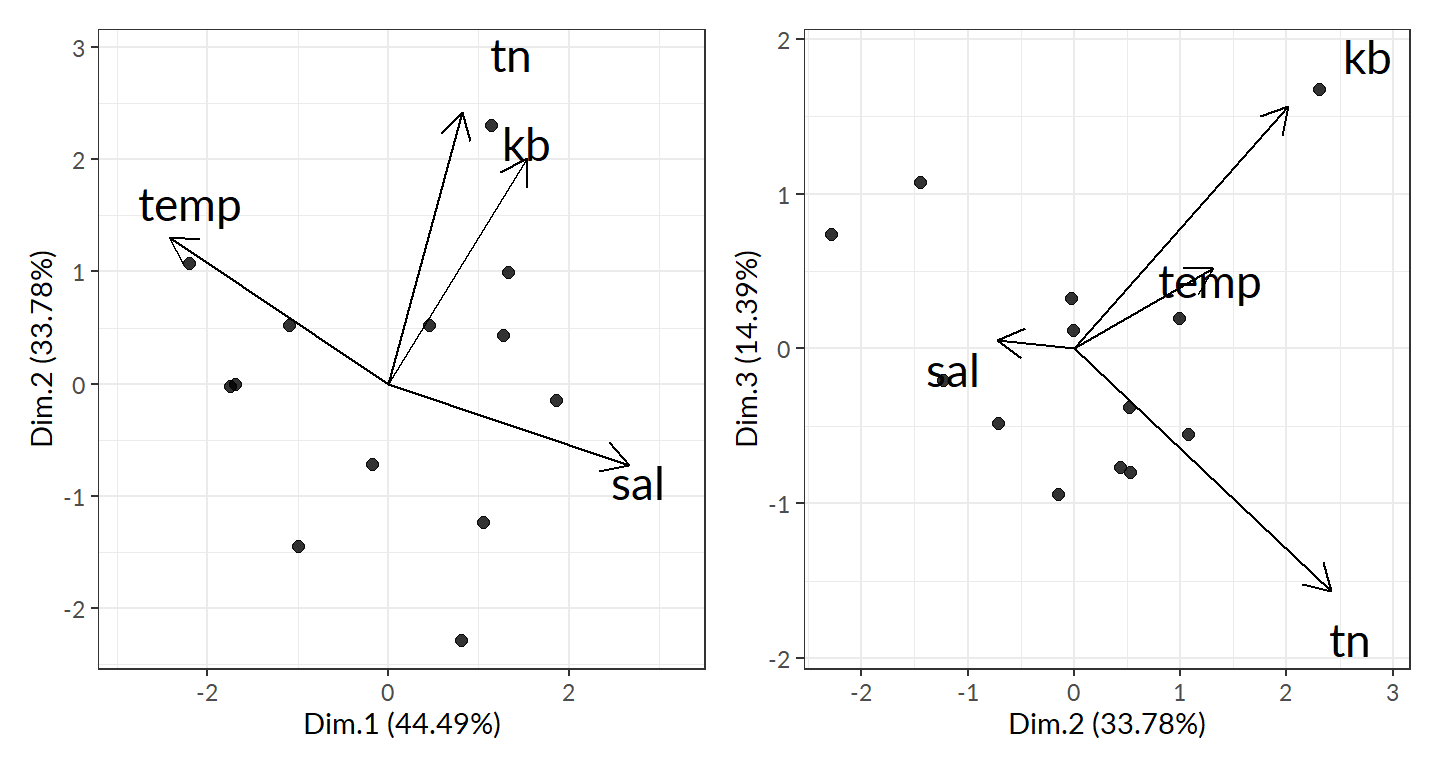 3
2
1
0
-1
-2
tn
kb
temp
sal
-2 0 2
Dim.1 (44.49%)
Dim.2 (33.78%)
2
1
0
-1
-2
kb
temp
sal
tn
-2 -1 0 1 2 3
Dim.2 (33.78%)
Dim.3 (14.39%)